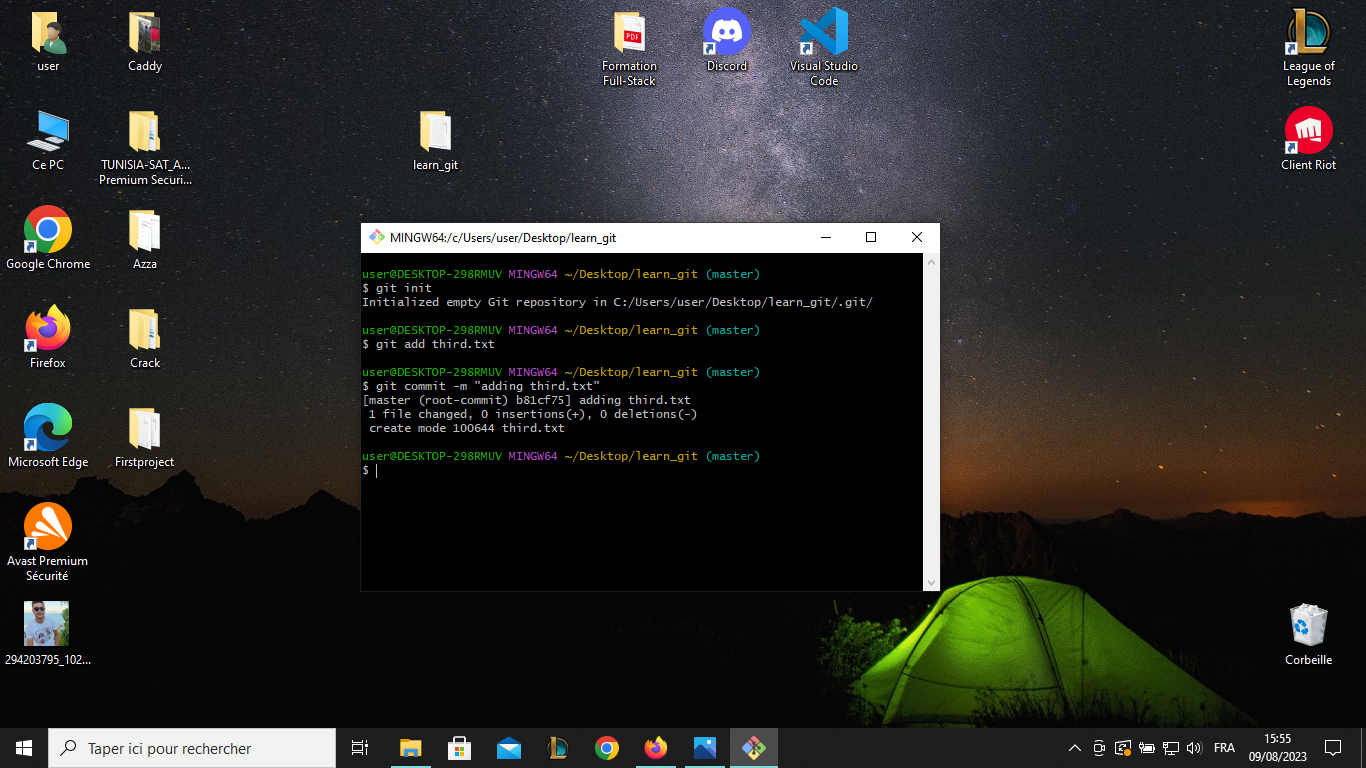 user
Caddy
Formation
Full-Stack
Discord
Visual Studio
Code
League of
Legends
Ce PC
TUNISIA-SAT_A...
Premium Securi...
learn_git
Client Riot
Google Chrome
Azza
Firefox
Crack
Microsoft Edge
Firstproject
Avast Premium
Sécurité
294203795_102...
Corbeille
PDF
MINGW64:/c/Users/user/Desktop/learn_git
user@DESKTOP-298RMUV MINGW64 ~/Desktop/learn_git (master)
$ git init
Initialized empty Git repository in C:/Users/user/Desktop/learn_git/.git/
user@DESKTOP-298RMUV MINGW64 ~/Desktop/learn_git (master)
$ git add third.txt
user@DESKTOP-298RMUV MINGW64 ~/Desktop/learn_git (master)
$ git commit -m "adding third.txt"
[master (root-commit) b81cf75] adding third.txt
1 file changed, 0 insertions(+), 0 deletions(-)
create mode 100644 third.txt
user@DESKTOP-298RMUV MINGW64 ~/Desktop/learn_git (master)
$
Taper ici pour rechercher
FRA
15:55
09/08/2023